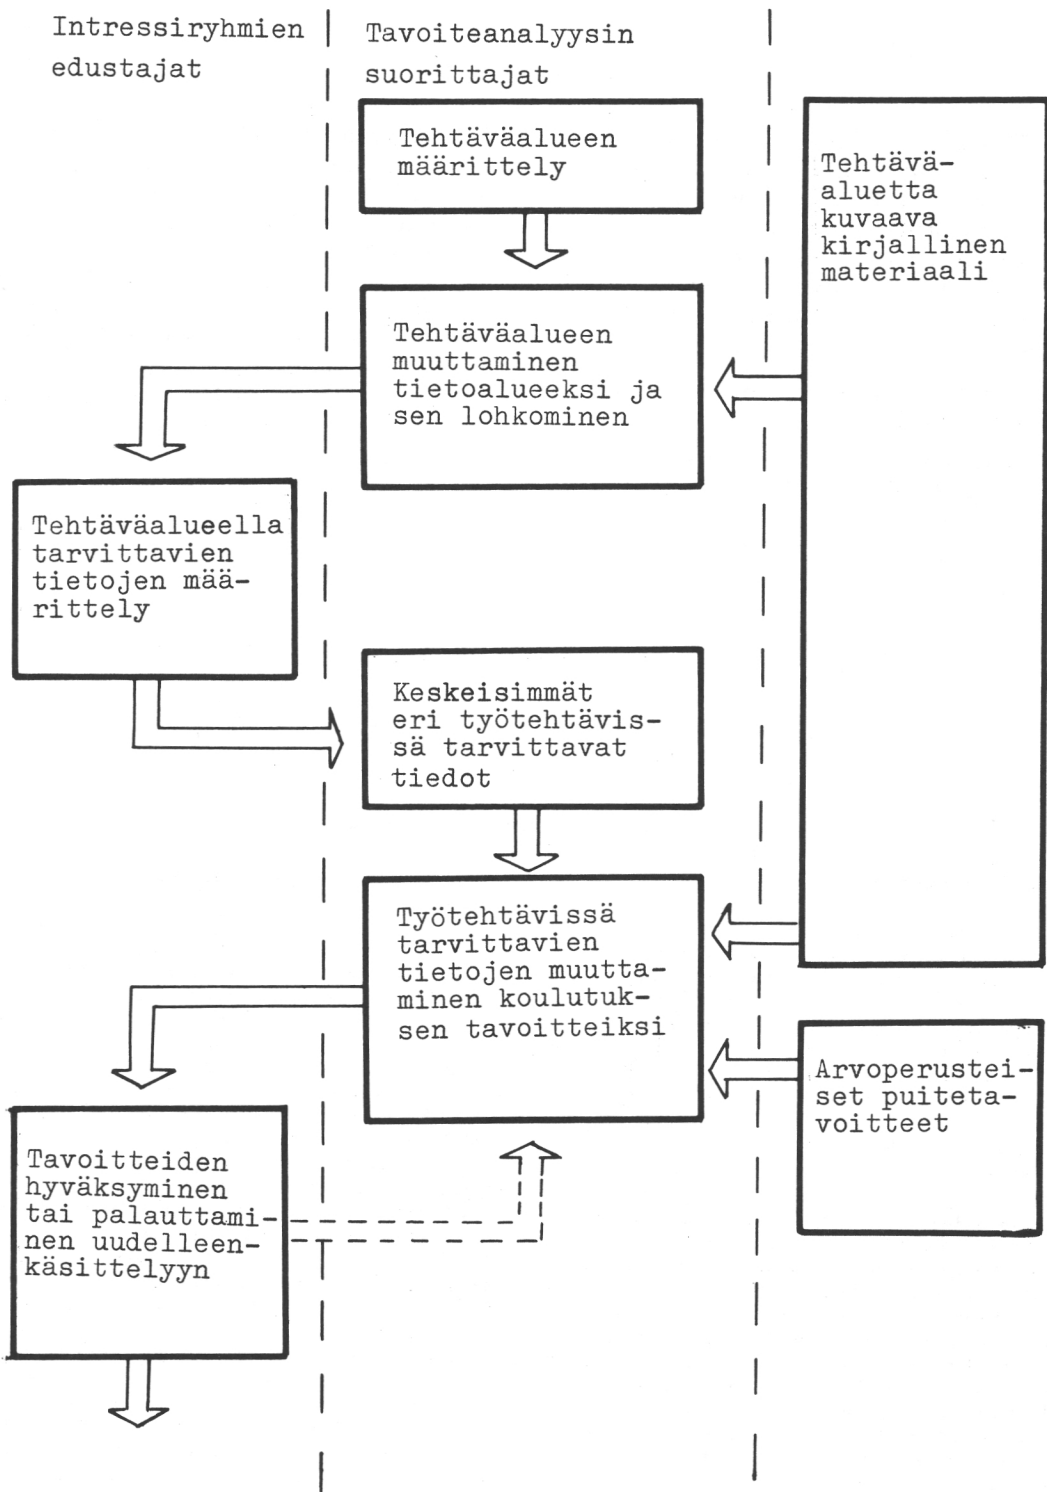 Intressiryhmien
edustajat
Tavoiteanalyysin
suorittajat
Tehtäväalueen
määrittely
Tehtävä-
aluetta
kuvaava
kirjallinen
materiaali
Tehtäväalueen
muuttaminen
tietoalueeksi ja
sen lohkominen
Tehtäväalueella
tarvittavien
tietojen mää-
rittely
Keskeisimmät
eri työtehtävis-
sä tarvittavat
tiedot
Työtehtävissä
tarvittavien
tietojen muutta-
minen koulutuk-
sen tavoitteiksi
Arvoperustei-
set puiteta-
voitteet
Tavoitteiden
hyväksyminen
tai palauttami-
nen uudelleen-
käsittelyyn